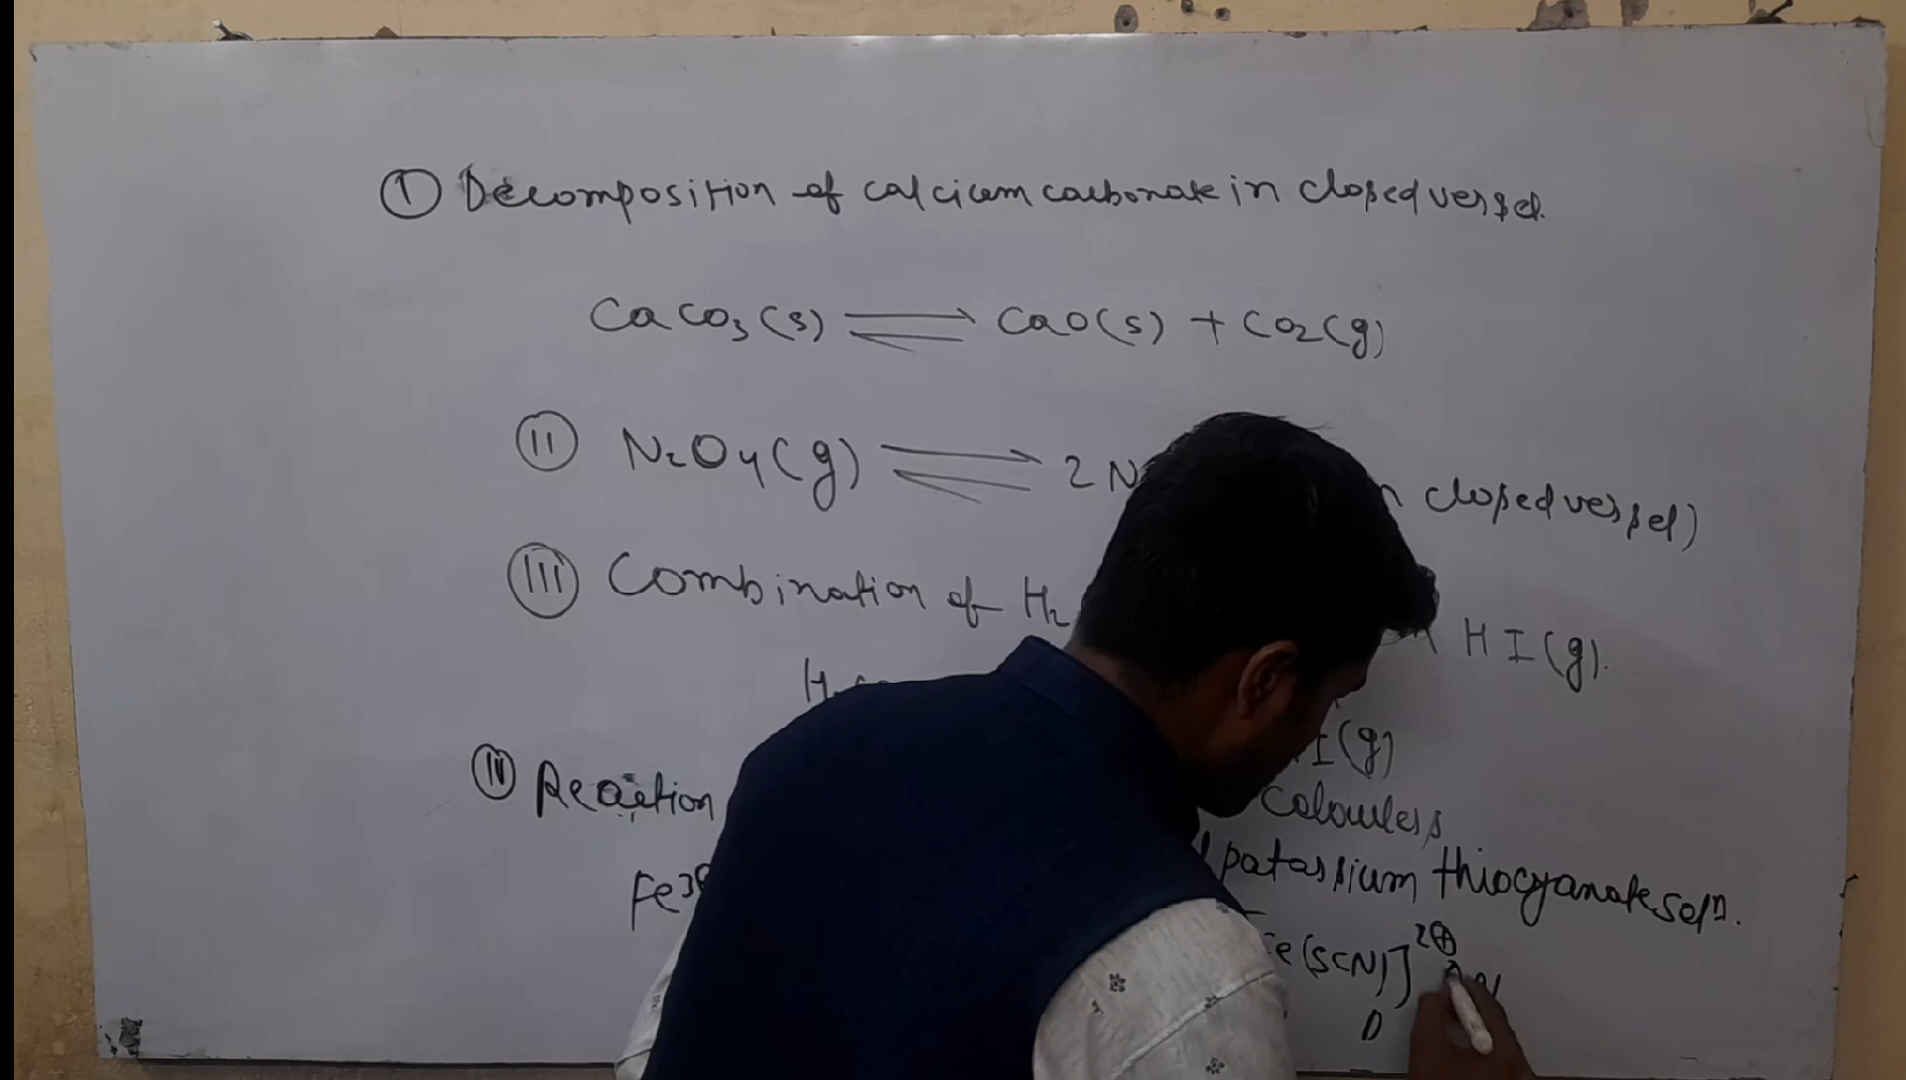 ① Decomposition of calcium carbonate in closed vessel.
CaCO₃(s) ⇌ CaO(s) + CO₂(g)
Ⅱ N₂O₄(g) ⇌ 2 N closed vessel)
Ⅲ Combination of H₂ HI(g).
I(g)
Colourless
Ⅳ Reaction
potassium thiocyanate solⁿ.
Fe³
(SCN)]²⊕